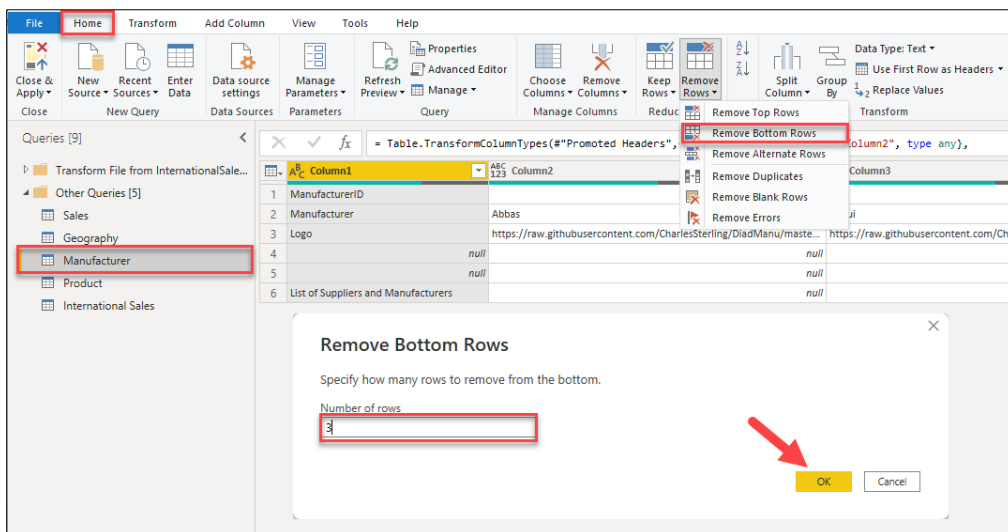 File Home Transform Add Column View Tools Help
Close & Apply
New Source
Recent Sources
Enter Data
Data source settings
Manage Parameters
Refresh Preview
Properties
Advanced Editor
Manage
Choose Columns
Remove Columns
Keep Rows
Remove Rows
Split Column
Group By
Data Type: Text
Use First Row as Headers
Replace Values
Close New Query Data Sources Parameters Query Manage Columns Reduc Transform
Remove Top Rows
Remove Bottom Rows
Remove Alternate Rows
Remove Duplicates
Remove Blank Rows
Remove Errors
Queries [9]
Transform File from InternationalSale...
Other Queries [5]
Sales
Geography
Manufacturer
Product
International Sales
fx = Table.TransformColumnTypes(#"Promoted Headers", olumn2", type any},
ABC Column1 ABC 123 Column2 Column3
1 ManufacturerID
2 Manufacturer Abbas ui
3 Logo https://raw.githubusercontent.com/CharlesSterling/DiadManu/maste... https://raw.githubusercontent.com/Ch
4 null null
5 null null
6 List of Suppliers and Manufacturers null
Remove Bottom Rows
Specify how many rows to remove from the bottom.
Number of rows
3
OK Cancel